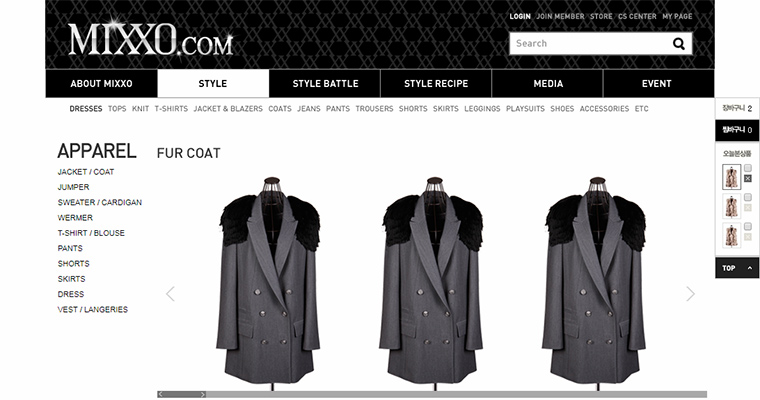 LOGIN JOIN MEMBER STORE CS CENTER MY PAGE
MIXXO.COM
Search
ABOUT MIXXO STYLE STYLE BATTLE STYLE RECIPE MEDIA EVENT
DRESSES TOPS KNIT T-SHIRTS JACKET & BLAZERS COATS JEANS PANTS TROUSERS SHORTS SKIRTS LEGGINGS PLAYSUITS SHOES ACCESSORIES ETC
장바구니 2
찜바구니 0
오늘본상품
TOP
APPAREL
JACKET / COAT
JUMPER
SWEATER / CARDIGAN
WERMER
T-SHIRT / BLOUSE
PANTS
SHORTS
SKIRTS
DRESS
VEST / LANGERIES
FUR COAT